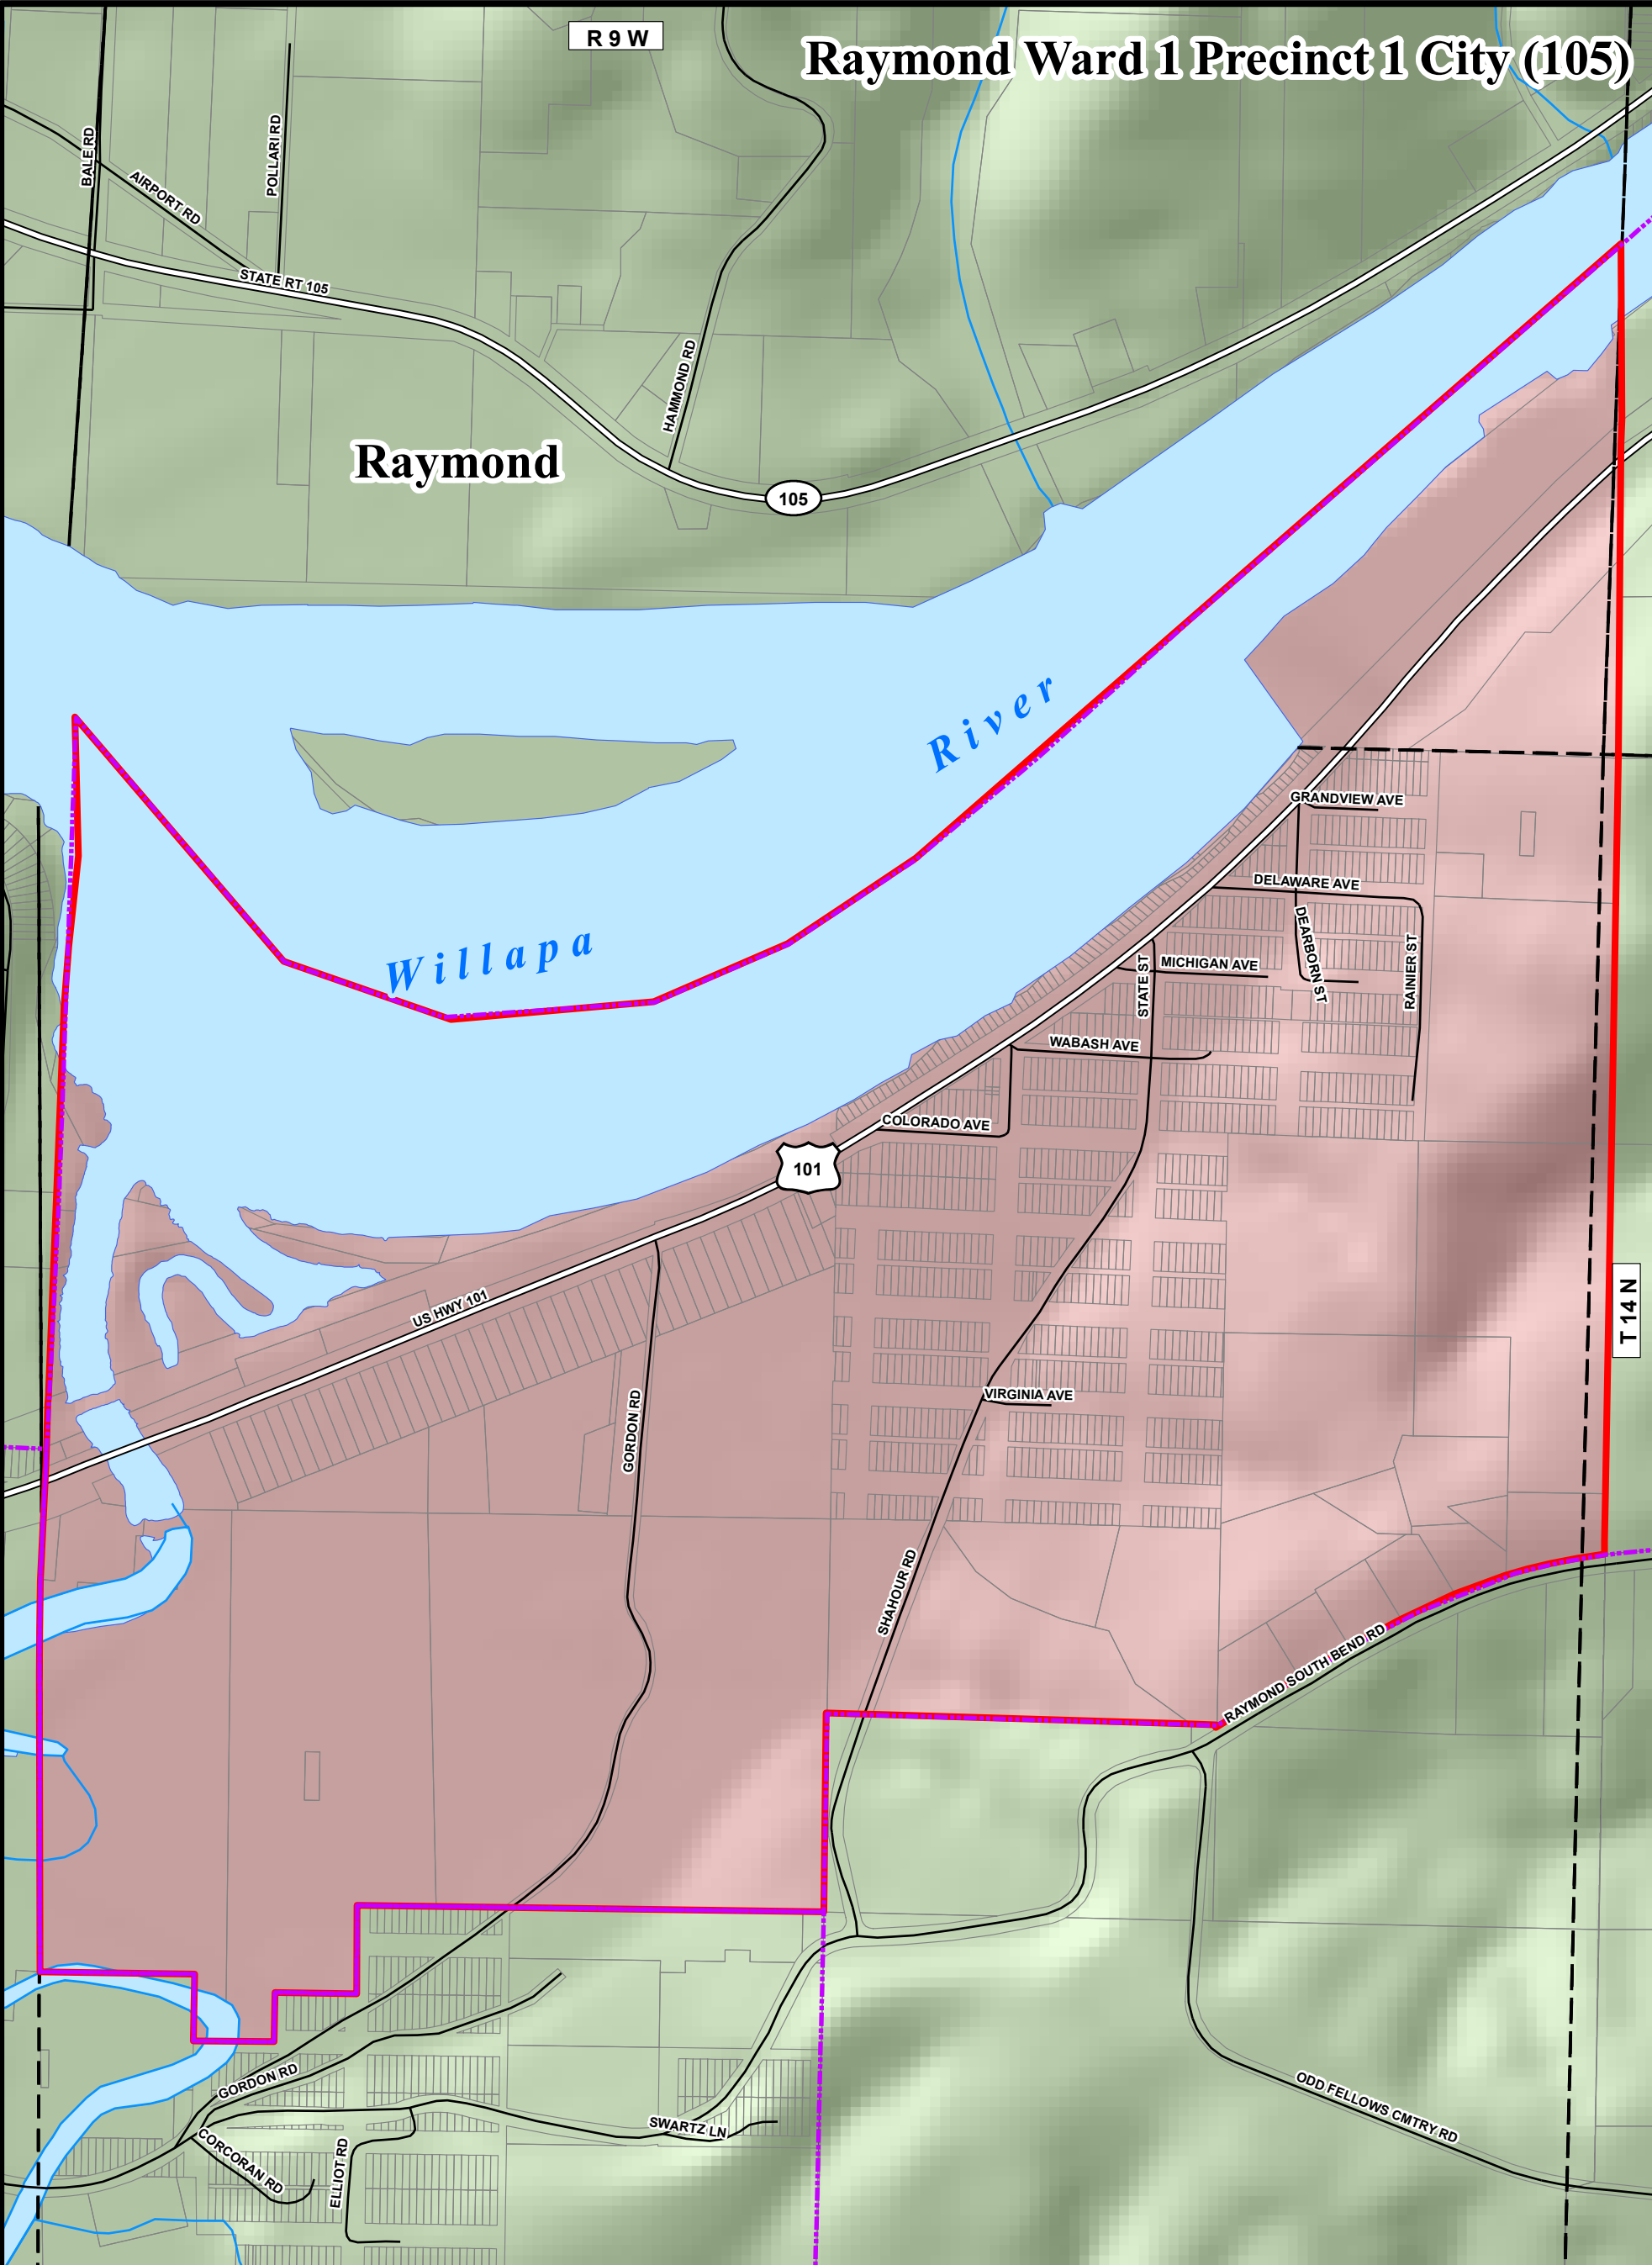 R 9 W
Raymond Ward 1 Precinct 1 City (105)
BALE RD
POLLARI RD
AIRPORT RD
STATE RT 105
HAMMOND RD
Raymond
105
River
Willapa
GRANDVIEW AVE
DELAWARE AVE
DEARBORN ST
RAINIER ST
MICHIGAN AVE
STATE ST
WABASH AVE
COLORADO AVE
101
US HWY 101
T 14 N
GORDON RD
VIRGINIA AVE
SHAHOUR RD
RAYMOND SOUTH BEND RD
GORDON RD
CORCORAN RD
ELLIOT RD
SWARTZ LN
ODD FELLOWS CMTRY RD